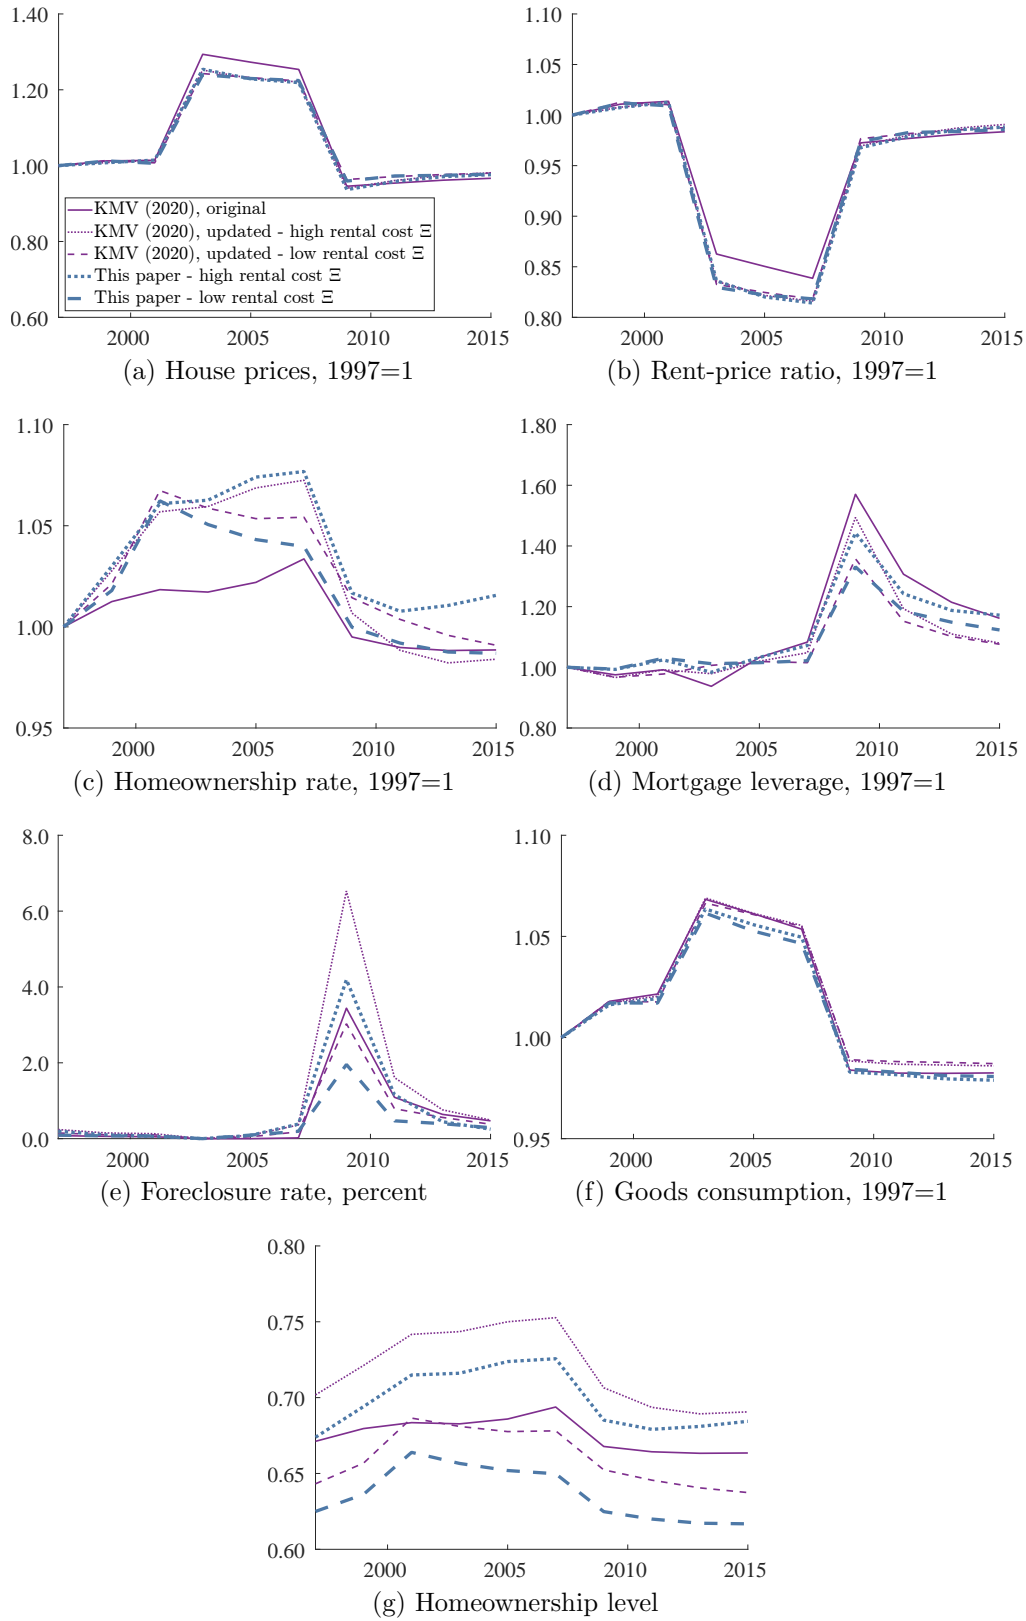 1.40
1.20
1.00
0.80
0.60
KMV (2020), original
KMV (2020), updated - high rental cost Ξ
KMV (2020), updated - low rental cost Ξ
This paper - high rental cost Ξ
This paper - low rental cost Ξ
2000 2005 2010 2015
(a) House prices, 1997=1
1.10
1.05
1.00
0.95
0.90
0.85
0.80
2000 2005 2010 2015
(b) Rent-price ratio, 1997=1
1.10
1.05
1.00
0.95
2000 2005 2010 2015
(c) Homeownership rate, 1997=1
1.80
1.60
1.40
1.20
1.00
0.80
2000 2005 2010 2015
(d) Mortgage leverage, 1997=1
8.0
6.0
4.0
2.0
0.0
2000 2005 2010 2015
(e) Foreclosure rate, percent
1.10
1.05
1.00
0.95
2000 2005 2010 2015
(f) Goods consumption, 1997=1
0.80
0.75
0.70
0.65
0.60
2000 2005 2010 2015
(g) Homeownership level